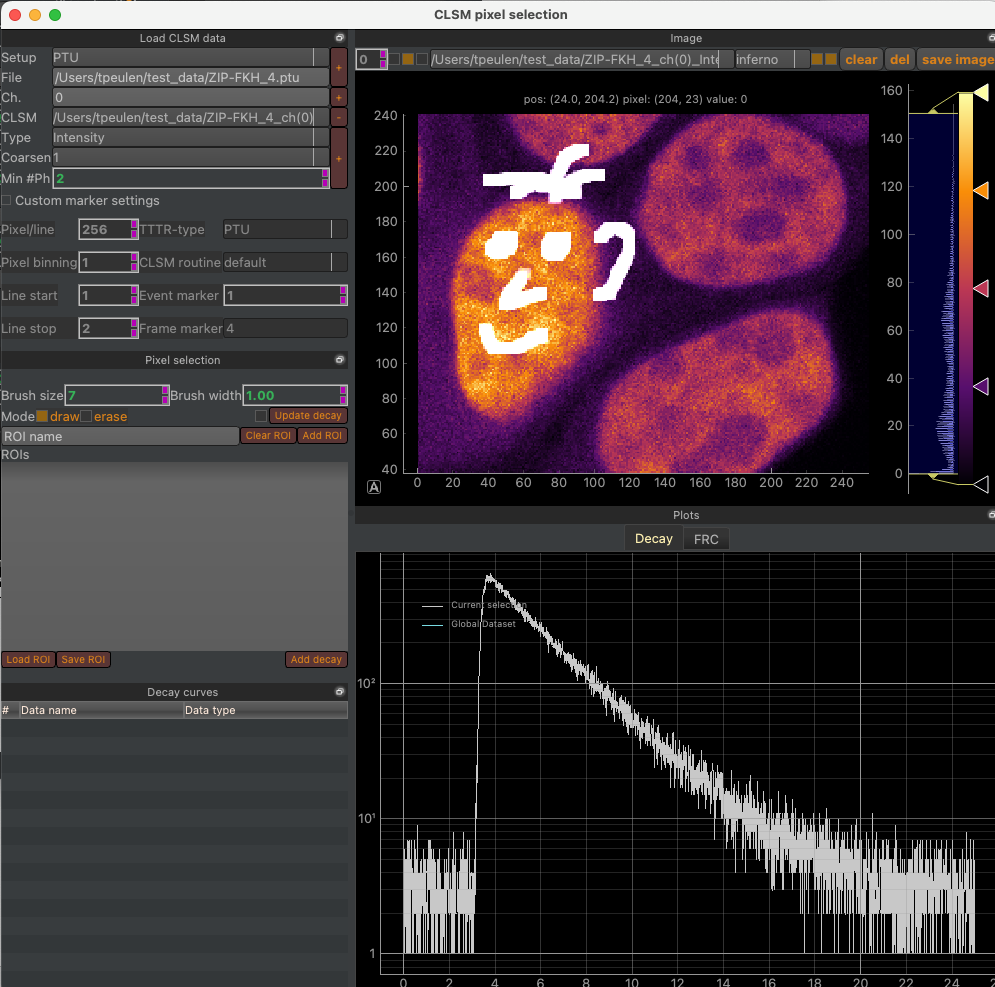 CLSM pixel selection
Load CLSM data
Setup PTU
File /Users/tpeulen/test_data/ZIP-FKH_4.ptu
+
Ch. 0 +
CLSM /Users/tpeulen/test_data/ZIP-FKH_4_ch(0) -
Type Intensity
Coarsen 1 +
Min #Ph 2
Custom marker settings
Pixel/line 256 TTTR-type PTU
Pixel binning 1 CLSM routine default
Line start 1 Event marker 1
Line stop 2 Frame marker 4
Pixel selection
Brush size 7 Brush width 1.00
Mode draw erase Update decay
ROI name Clear ROI Add ROI
ROIs
Load ROI Save ROI Add decay
Decay curves
# Data name Data type
Image
0 /Users/tpeulen/test_data/ZIP-FKH_4_ch(0)_Inte inferno clear del save image
pos: (24.0, 204.2) pixel: (204, 23) value: 0
240
220
200
180
160
140
120
100
80
60
40
0 20 40 60 80 100 120 140 160 180 200 220 240
A
160
140
120
100
80
60
40
20
0
Plots
Decay FRC
Current selection
Global Dataset
10²
10¹
1
0 2 4 6 8 10 12 14 16 18 20 22 24